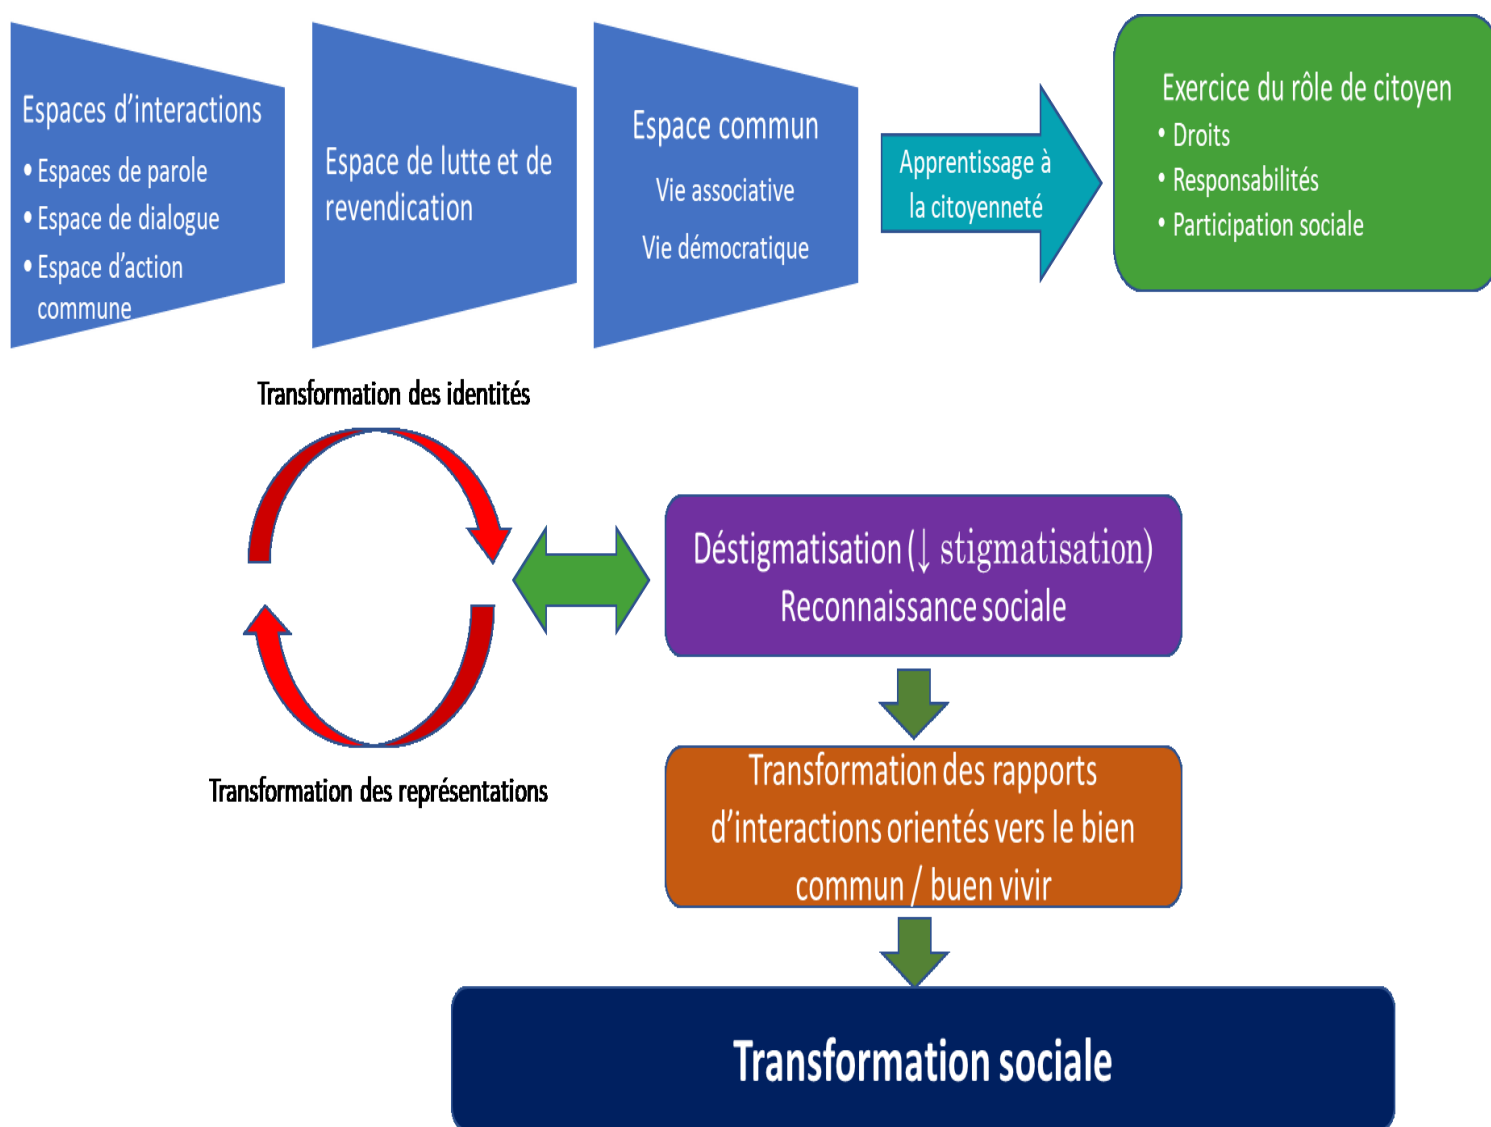 Espaces d’interactions
• Espaces de parole
• Espace de dialogue
• Espace d’action
commune
Espace de lutte et de
revendication
Espace commun
Vie associative
Vie démocratique
Apprentissage à
la citoyenneté
Exercice du rôle de citoyen
• Droits
• Responsabilités
• Participation sociale
Transformation des identités
Transformation des représentations
Déstigmatisation (↓ stigmatisation)
Reconnaissance sociale
Transformation des rapports
d’interactions orientés vers le bien
commun / buen vivir
Transformation sociale